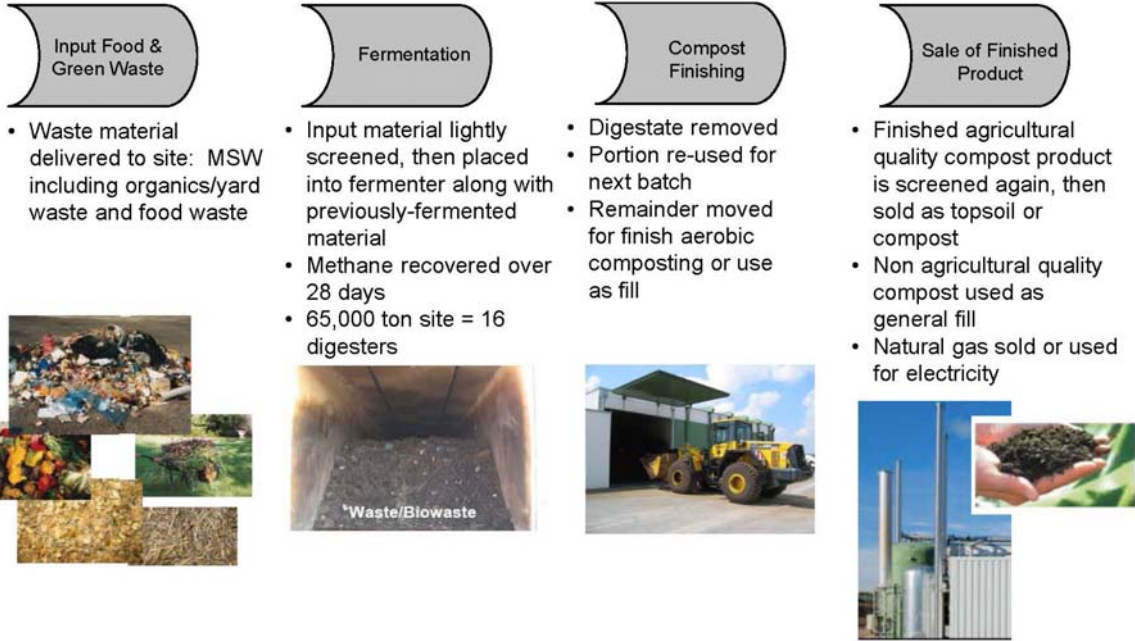 Input Food &
Green Waste
Fermentation
Compost
Finishing
Sale of Finished
Product
• Waste material
delivered to site: MSW
including organics/yard
waste and food waste
• Input material lightly
screened, then placed
into fermenter along with
previously-fermented
material
• Methane recovered over
28 days
• 65,000 ton site = 16
digesters
• Digestate removed
• Portion re-used for
next batch
• Remainder moved
for finish aerobic
composting or use
as fill
• Finished agricultural
quality compost product
is screened again, then
sold as topsoil or
compost
• Non agricultural quality
compost used as
general fill
• Natural gas sold or used
for electricity
Waste/Biowaste